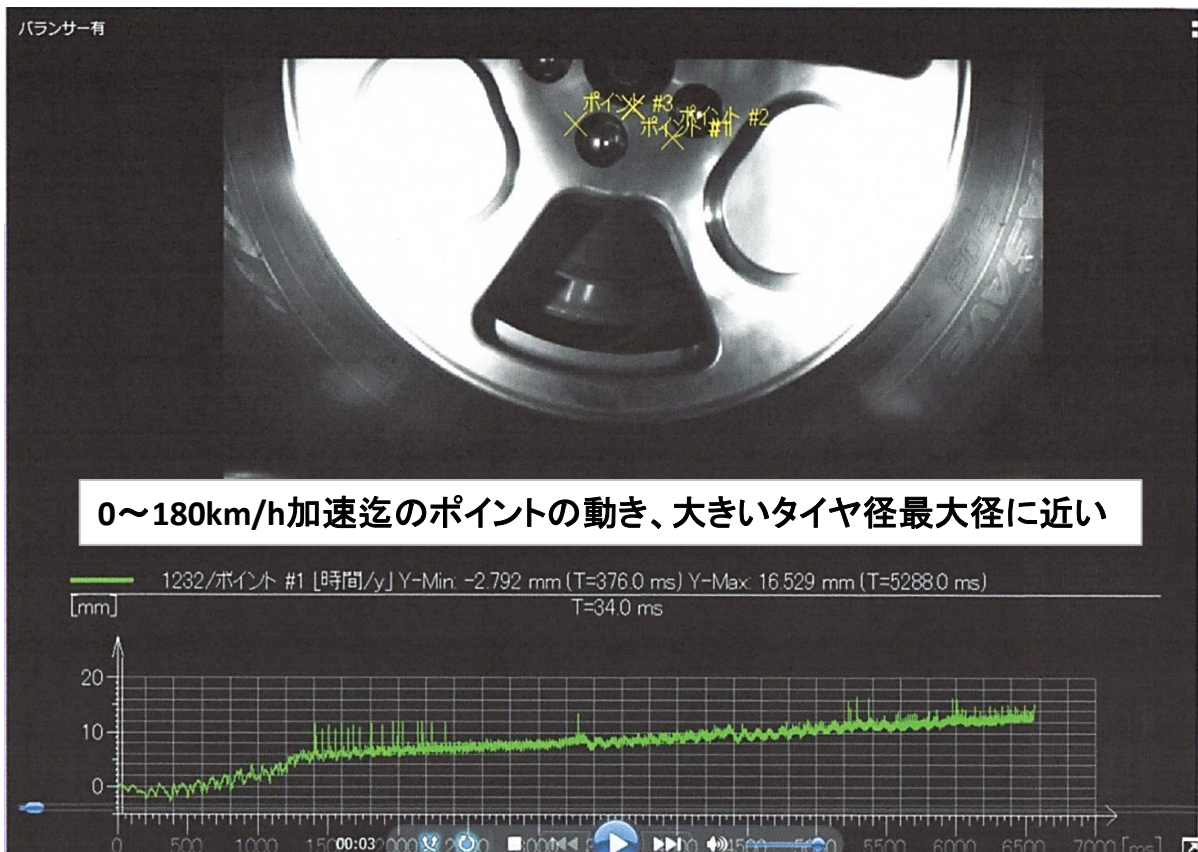 バランサー有
ポイント #3
ポイント #2
ポイント #1
0～180km/h加速迄のポイントの動き、大きいタイヤ径最大径に近い
1232/ポイント #1 [時間/y] Y-Min: -2.792 mm (T=376.0 ms) Y-Max: 16.529 mm (T=5288.0 ms)
[mm]
T=34.0 ms
20
10
0
0 500 1000 2000 5500 6000 6500 7000 [ms]
00:03